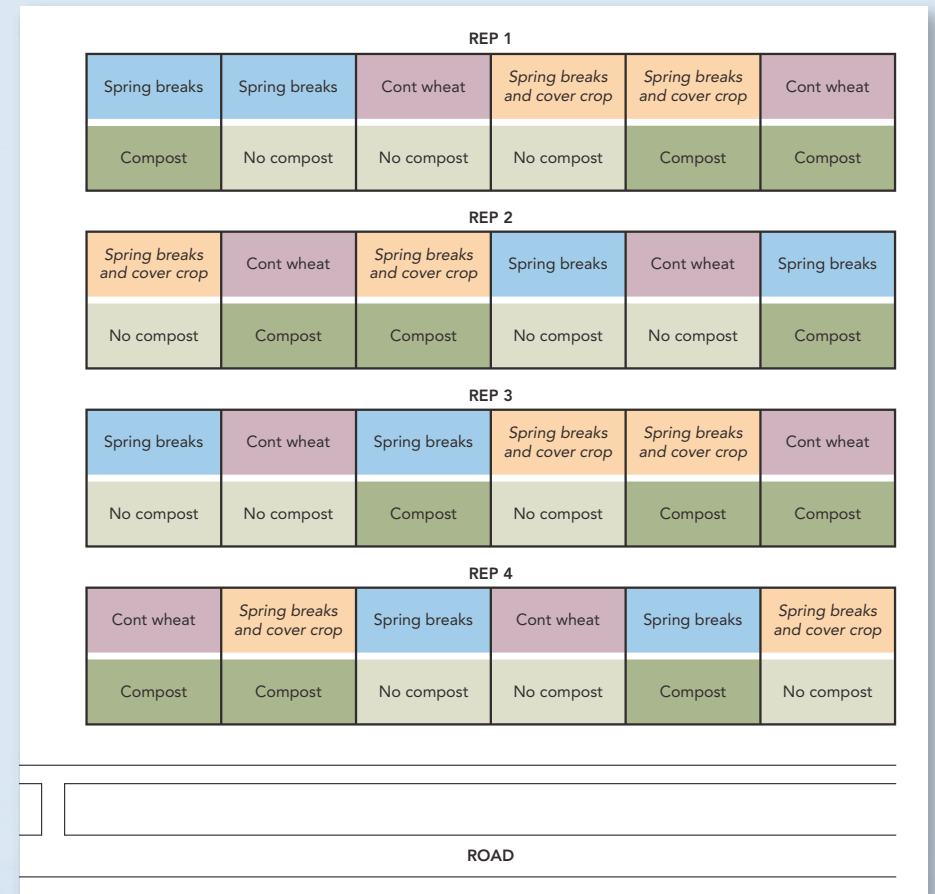 REP 1
Spring breaks
Spring breaks
Cont wheat
Spring breaks
and cover crop
Spring breaks
and cover crop
Cont wheat
Compost
No compost
No compost
No compost
Compost
Compost
REP 2
Spring breaks
and cover crop
Cont wheat
Spring breaks
and cover crop
Spring breaks
Cont wheat
Spring breaks
No compost
Compost
Compost
No compost
No compost
Compost
REP 3
Spring breaks
Cont wheat
Spring breaks
Spring breaks
and cover crop
Spring breaks
and cover crop
Cont wheat
No compost
No compost
Compost
No compost
Compost
Compost
REP 4
Cont wheat
Spring breaks
and cover crop
Spring breaks
Cont wheat
Spring breaks
Spring breaks
and cover crop
Compost
Compost
No compost
No compost
Compost
No compost
ROAD